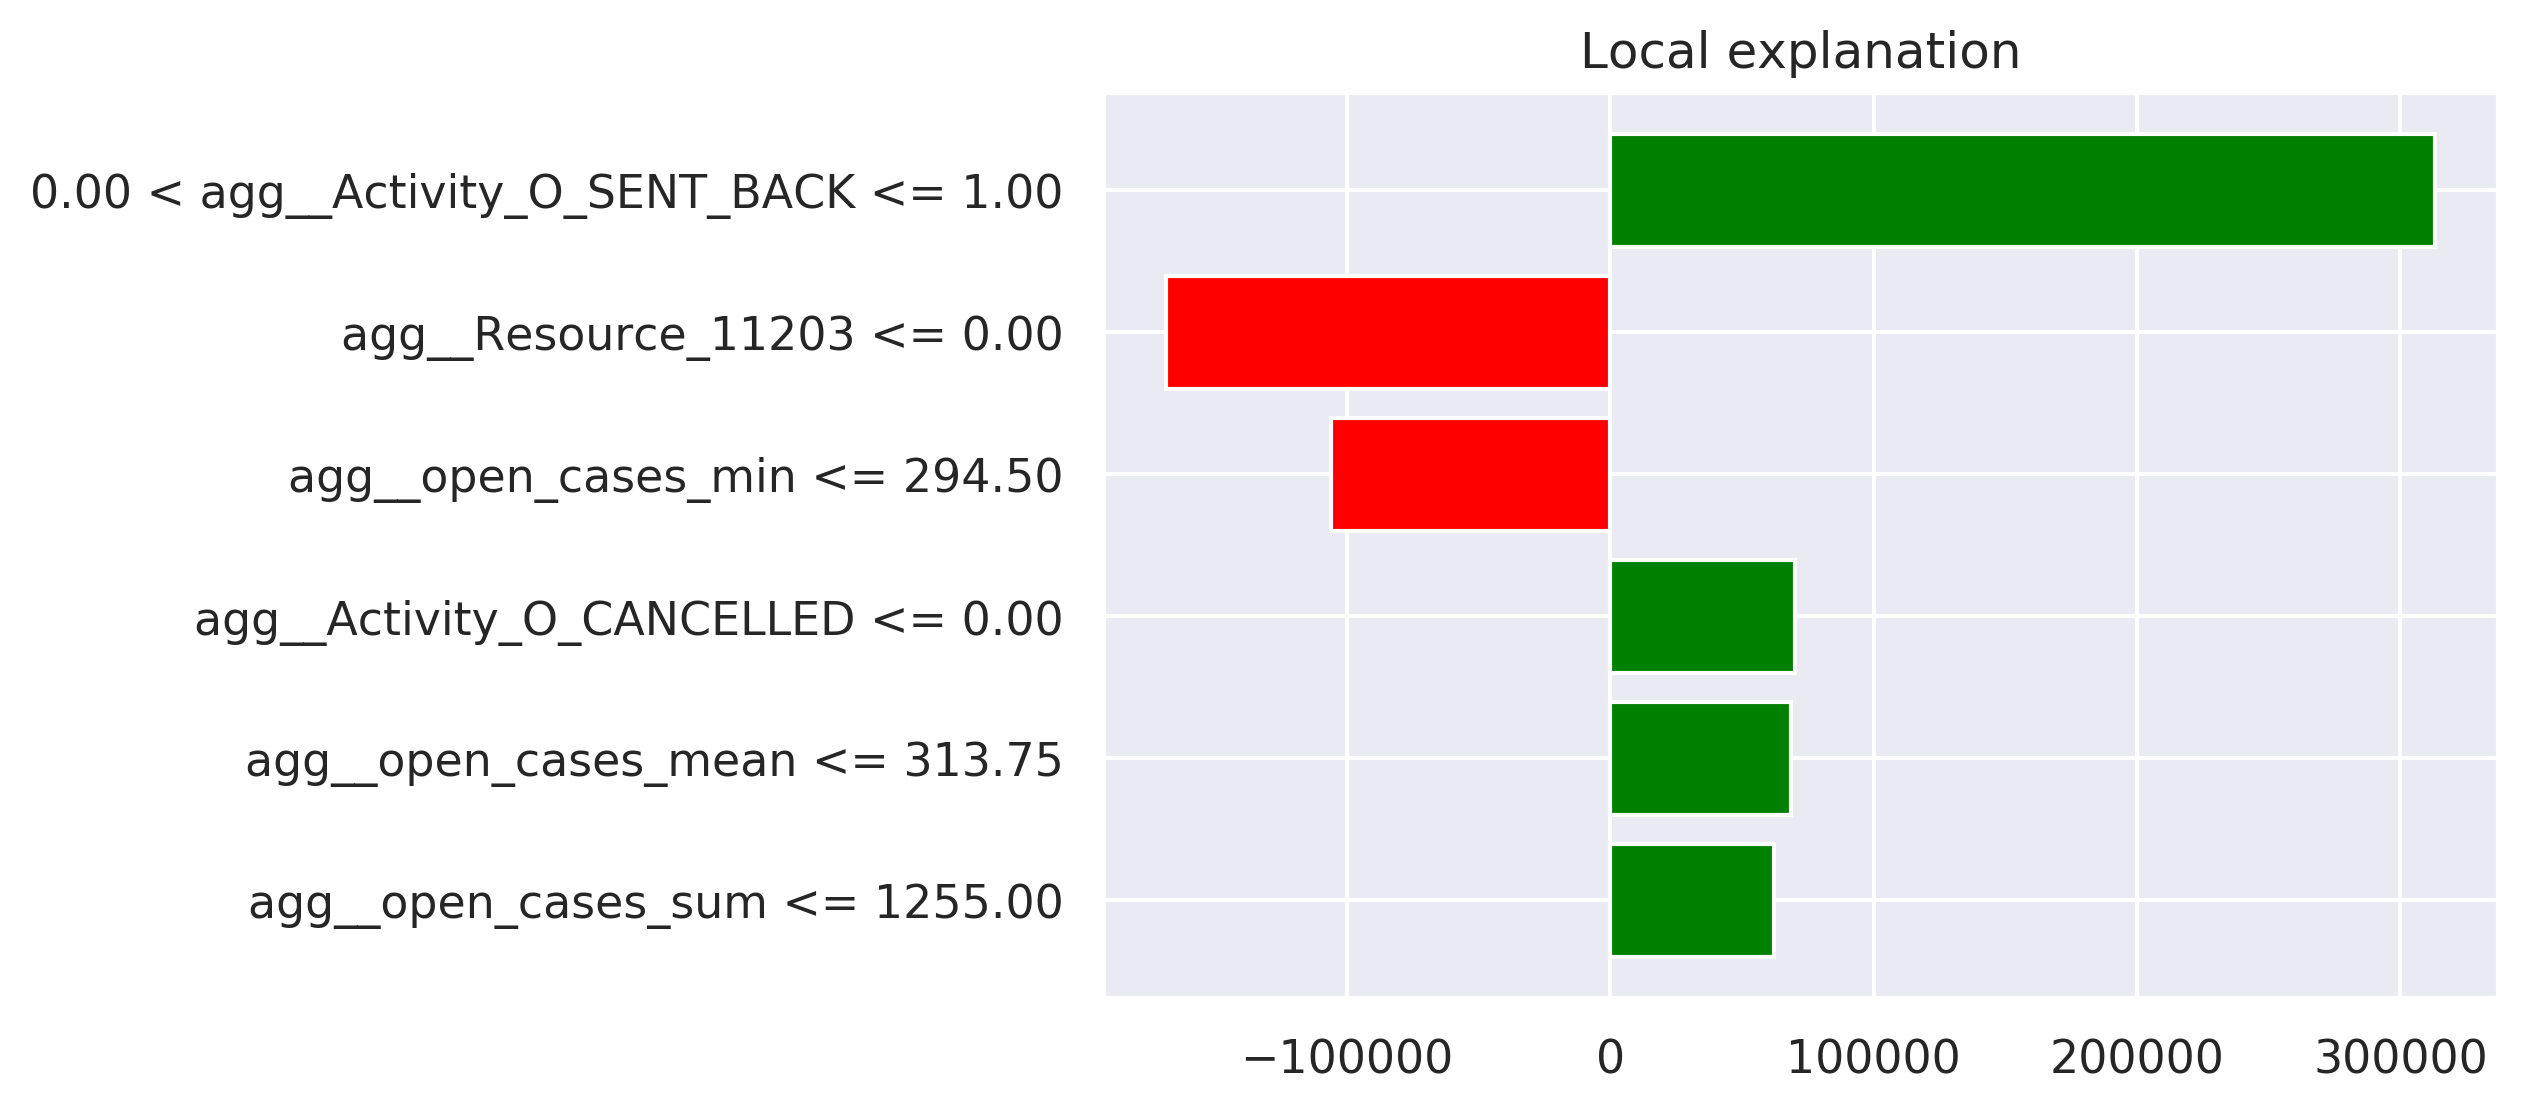 Local explanation
0.00 < agg__Activity_O_SENT_BACK <= 1.00
agg__Resource_11203 <= 0.00
agg__open_cases_min <= 294.50
agg__Activity_O_CANCELLED <= 0.00
agg__open_cases_mean <= 313.75
agg__open_cases_sum <= 1255.00
−100000 0 100000 200000 300000